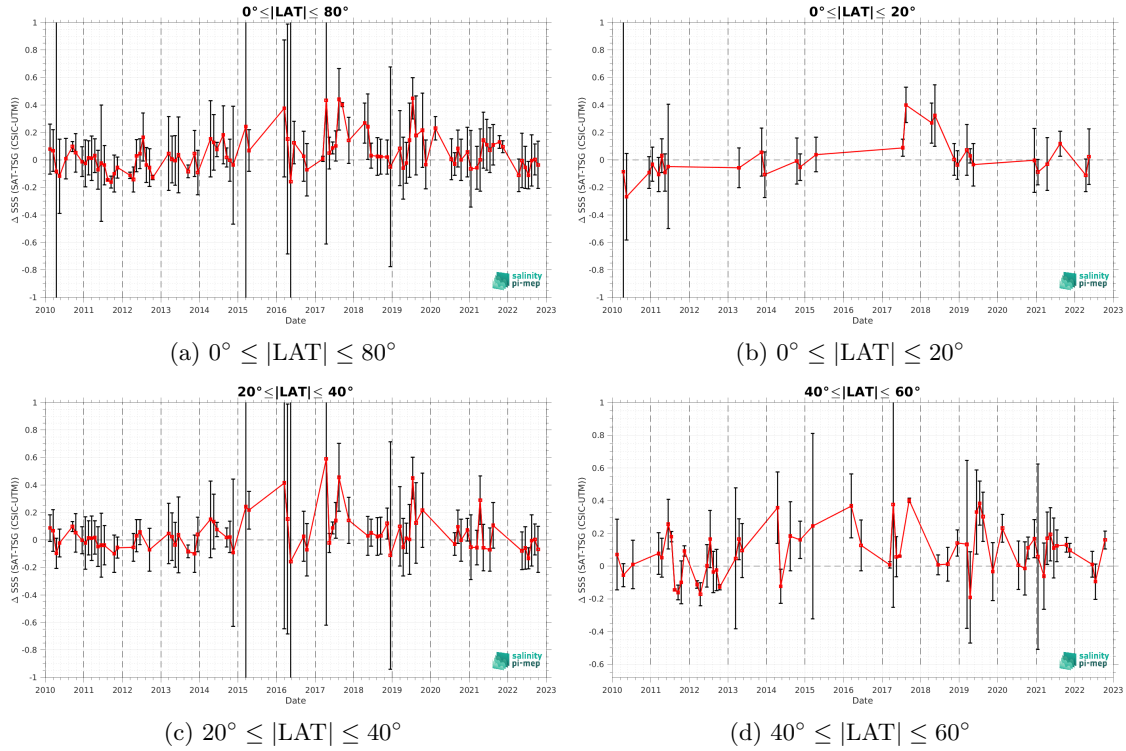 0°≤|LAT|≤ 80°
1
0.8
0.6
0.4
0.2
0
-0.2
-0.4
-0.6
-0.8
-1
Δ SSS (SAT-TSG (CSIC-UTM))
2010 2011 2012 2013 2014 2015 2016 2017 2018 2019 2020 2021 2022 2023
Date
salinity
pi-mep
(a) 0° ≤ |LAT| ≤ 80°
0°≤|LAT|≤ 20°
1
0.8
0.6
0.4
0.2
0
-0.2
-0.4
-0.6
-0.8
-1
Δ SSS (SAT-TSG (CSIC-UTM))
2010 2011 2012 2013 2014 2015 2016 2017 2018 2019 2020 2021 2022 2023
Date
salinity
pi-mep
(b) 0° ≤ |LAT| ≤ 20°
20°≤|LAT|≤ 40°
1
0.8
0.6
0.4
0.2
0
-0.2
-0.4
-0.6
-0.8
-1
Δ SSS (SAT-TSG (CSIC-UTM))
2010 2011 2012 2013 2014 2015 2016 2017 2018 2019 2020 2021 2022 2023
Date
salinity
pi-mep
(c) 20° ≤ |LAT| ≤ 40°
40°≤|LAT|≤ 60°
1
0.8
0.6
0.4
0.2
0
-0.2
-0.4
-0.6
Δ SSS (SAT-TSG (CSIC-UTM))
2010 2011 2012 2013 2014 2015 2016 2017 2018 2019 2020 2021 2022 2023
Date
salinity
pi-mep
(d) 40° ≤ |LAT| ≤ 60°